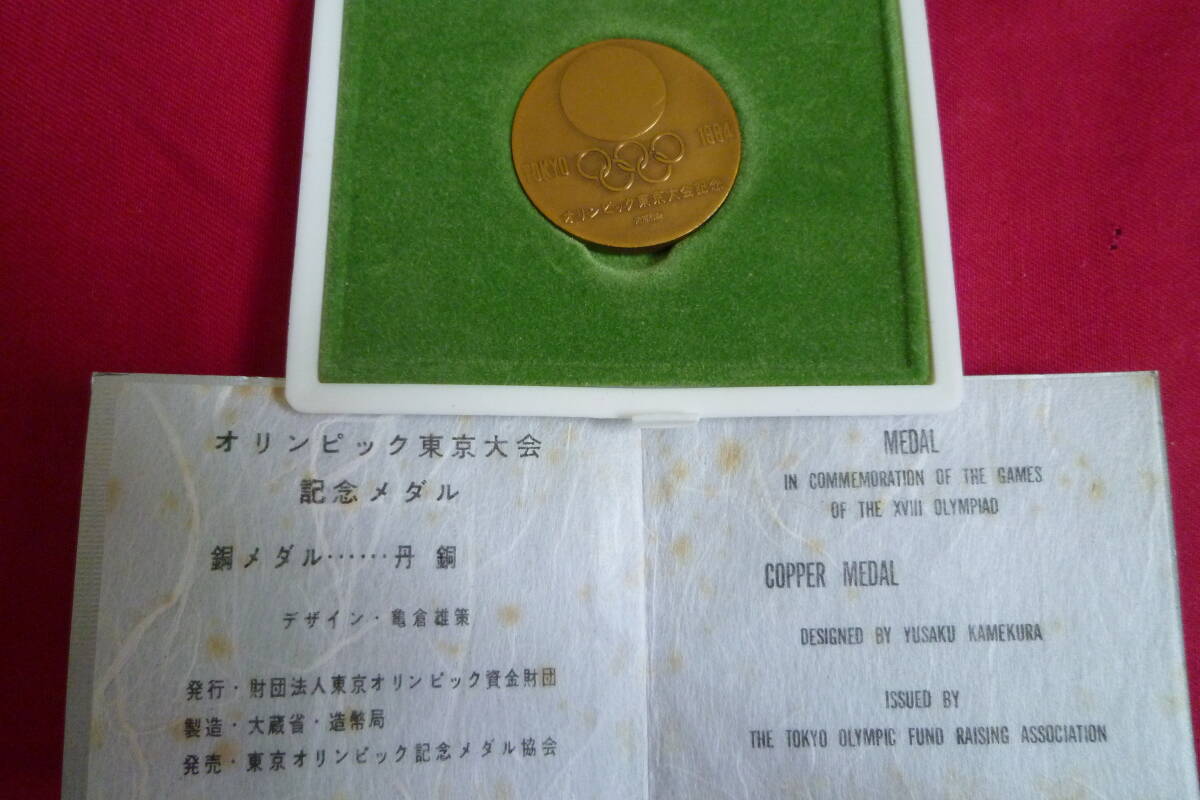 TOKYO 1964
オリンピック東京大会記念
オリンピック東京大会
記念メダル
銅メダル……丹 銅
デザイン・亀倉雄策
発行・財団法人東京オリンピック資金財団
製造・大蔵省・造幣局
発売・東京オリンピック記念メダル協会
MEDAL
IN COMMEMORATION OF THE GAMES
OF THE XVIII OLYMPIAD
COPPER MEDAL
DESIGNED BY YUSAKU KAMEKURA
ISSUED BY
THE TOKYO OLYMPIC FUND RAISING ASSOCIATION